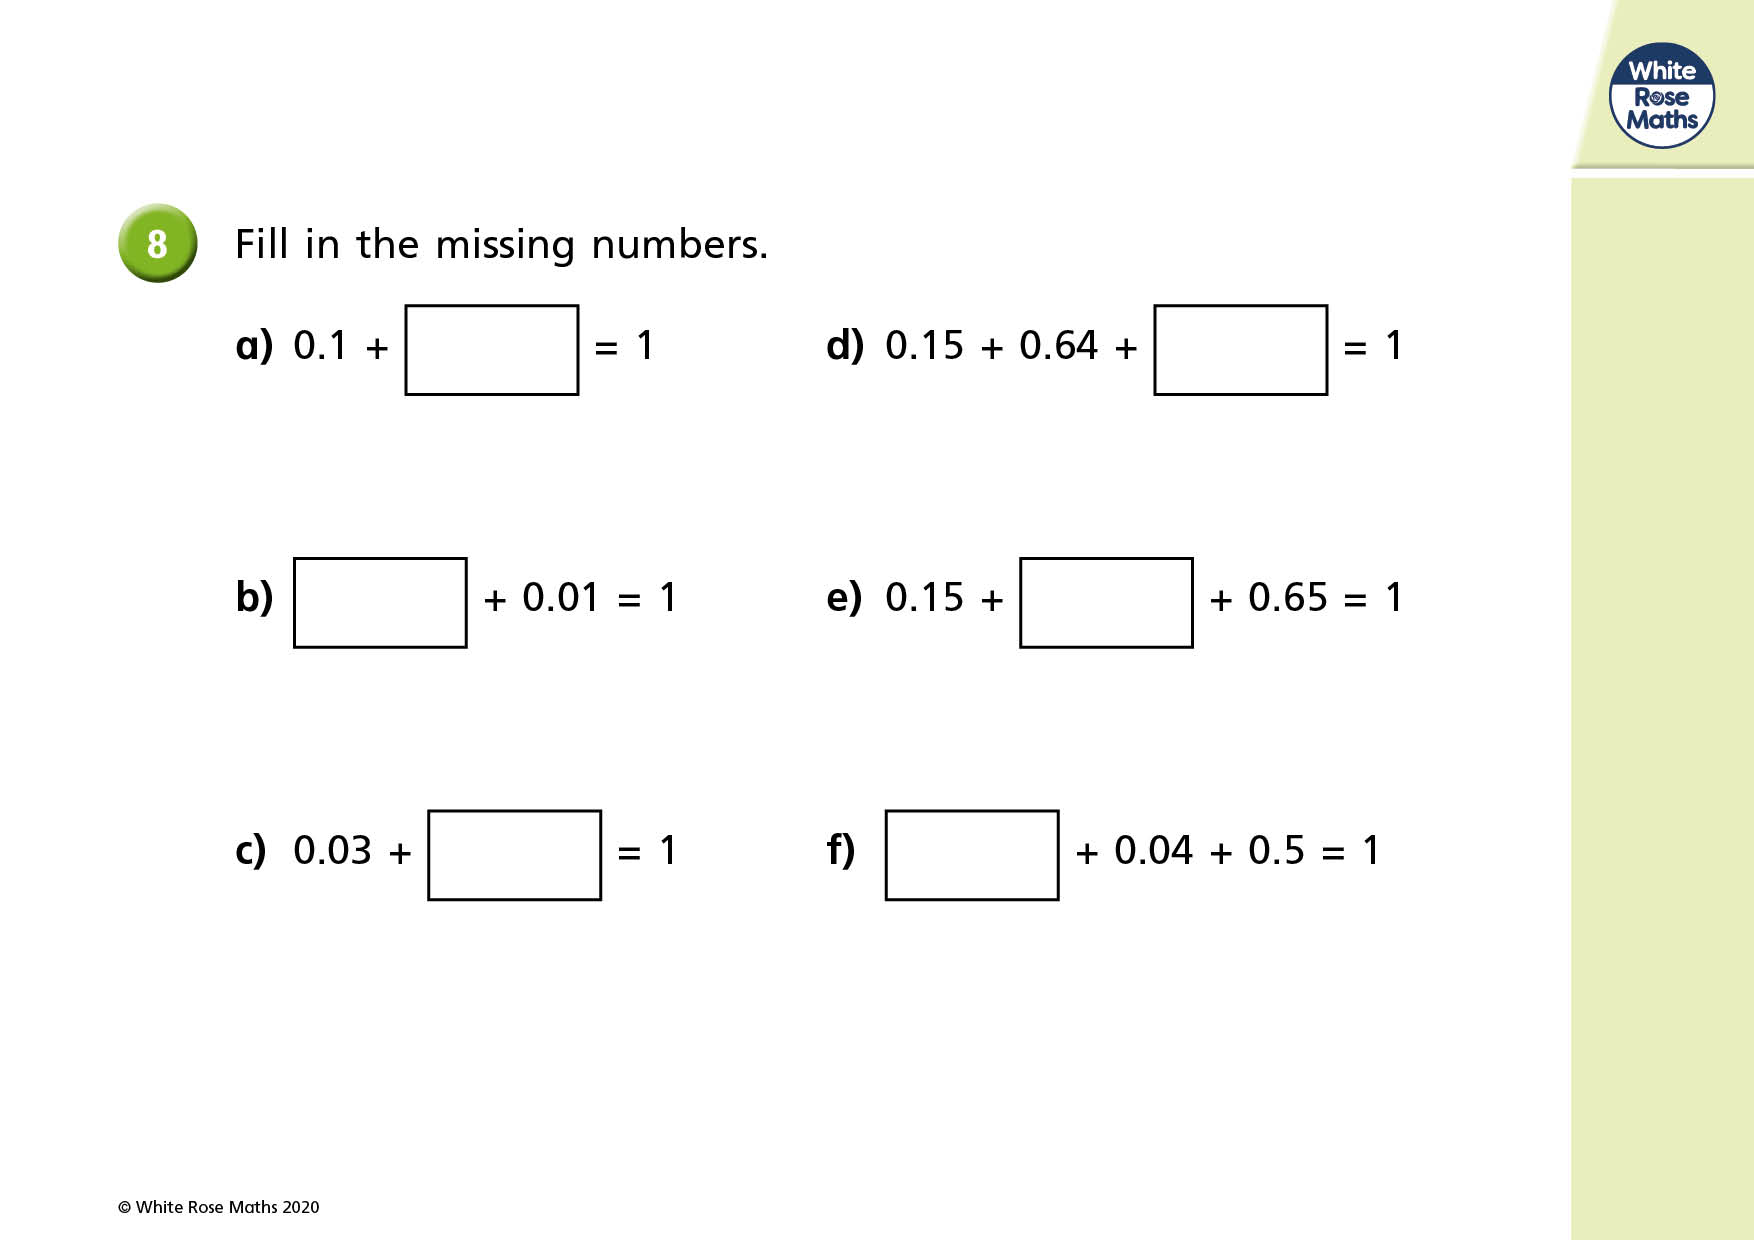 White
Rose
Maths
8 Fill in the missing numbers.
a) 0.1 + = 1
d) 0.15 + 0.64 + = 1
b) + 0.01 = 1
e) 0.15 + + 0.65 = 1
c) 0.03 + = 1
f) + 0.04 + 0.5 = 1
© White Rose Maths 2020